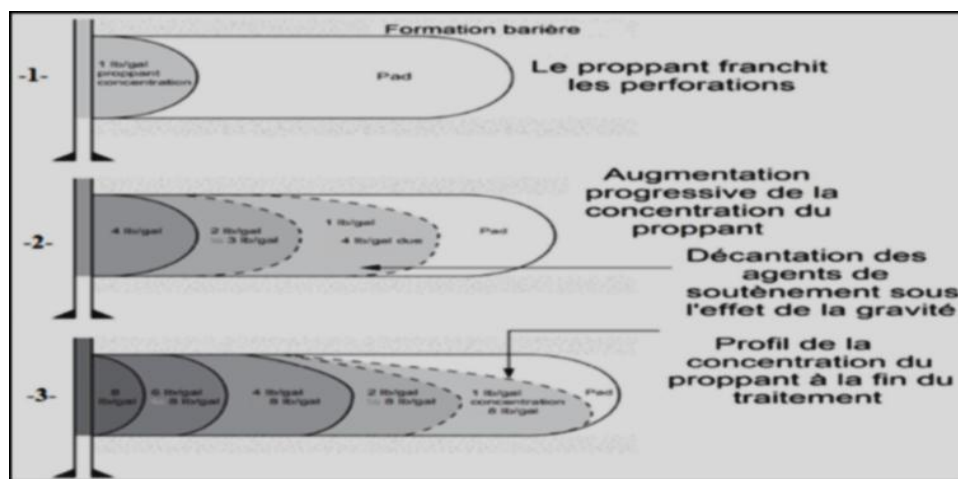 Formation barière
-1-
1 lb/gal
proppant
concentration
Pad
Le proppant franchit
les perforations
-2-
4 lb/gal
2 lb/gal
3 lb/gal
1 lb/gal
4 lb/gal due
Pad
Augmentation
progressive de la
concentration du
proppant
Décantation des
agents de
soutènement sous
l'effet de la gravité
-3-
8
lb/gal
6 lb/gal
8 lb/gal
4 lb/gal
8 lb/gal
2 lb/gal
to 8 lb/gal
1 lb/gal
concentration
8 lb/gal
Pad
Profil de la
concentration du
proppant à la fin du
traitement